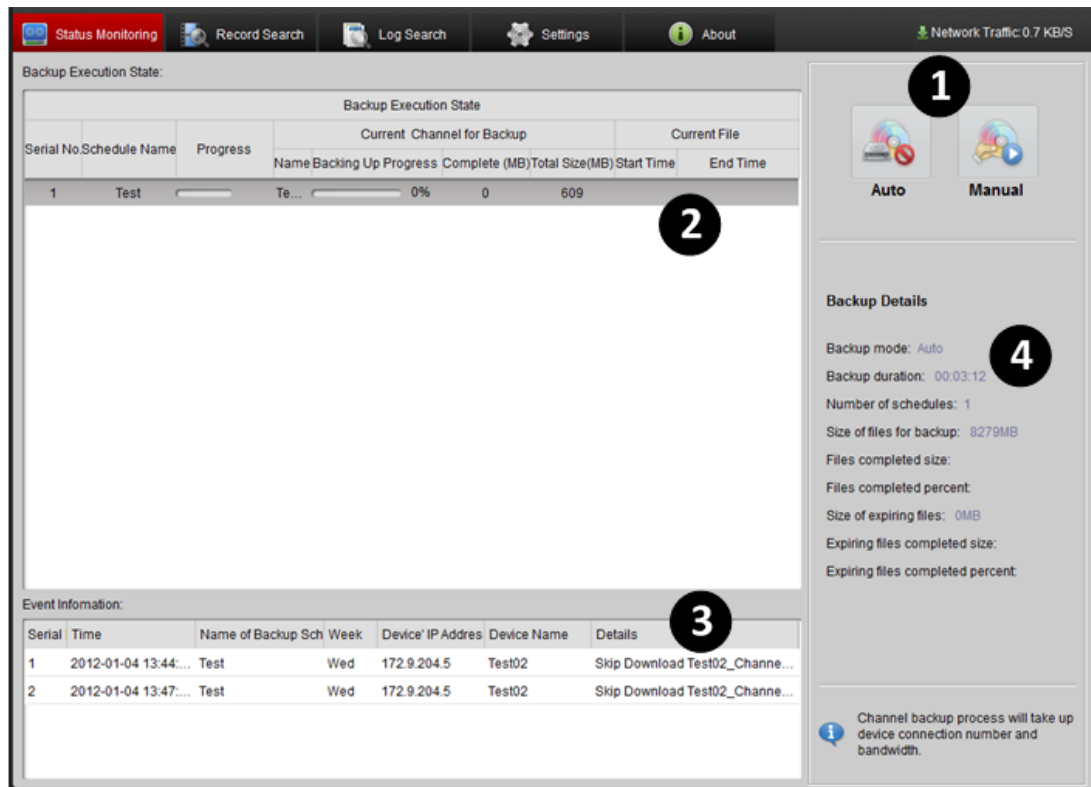 Status Monitoring Record Search Log Search Settings About Network Traffic:0.7 KB/S
Backup Execution State:
Backup Execution State
Serial No. Schedule Name Progress Current Channel for Backup Current File
Name Backing Up Progress Complete (MB) Total Size(MB) Start Time End Time
1 Test Te... 0% 0 609
2
1
Auto Manual
Backup Details
Backup mode: Auto
4
Backup duration: 00:03:12
Number of schedules: 1
Size of files for backup: 8279MB
Files completed size:
Files completed percent:
Size of expiring files: 0MB
Expiring files completed size:
Expiring files completed percent:
Event Infomation:
3
Serial Time Name of Backup Sch Week Device' IP Addres Device Name Details
1 2012-01-04 13:44:... Test Wed 172.9.204.5 Test02 Skip Download Test02_Channe...
2 2012-01-04 13:47:... Test Wed 172.9.204.5 Test02 Skip Download Test02_Channe...
Channel backup process will take up
device connection number and
bandwidth.